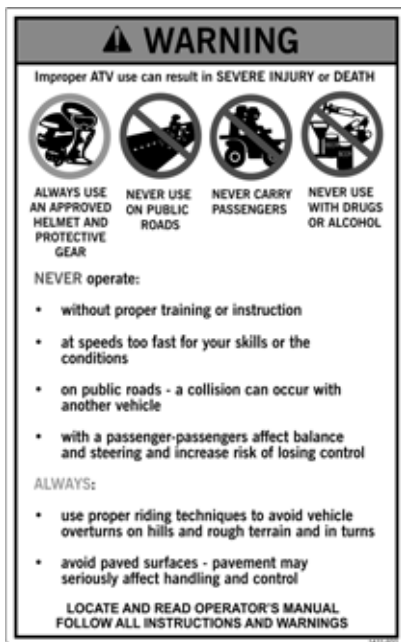 WARNING
Improper ATV use can result in SEVERE INJURY or DEATH
ALWAYS USE
AN APPROVED
HELMET AND
PROTECTIVE
GEAR
NEVER USE
ON PUBLIC
ROADS
NEVER CARRY
PASSENGERS
NEVER USE
WITH DRUGS
OR ALCOHOL
NEVER operate:
• without proper training or instruction
• at speeds too fast for your skills or the
conditions
• on public roads - a collision can occur with
another vehicle
• with a passenger-passengers affect balance
and steering and increase risk of losing control
ALWAYS:
• use proper riding techniques to avoid vehicle
overturns on hills and rough terrain and in turns
• avoid paved surfaces - pavement may
seriously affect handling and control
LOCATE AND READ OPERATOR'S MANUAL
FOLLOW ALL INSTRUCTIONS AND WARNINGS